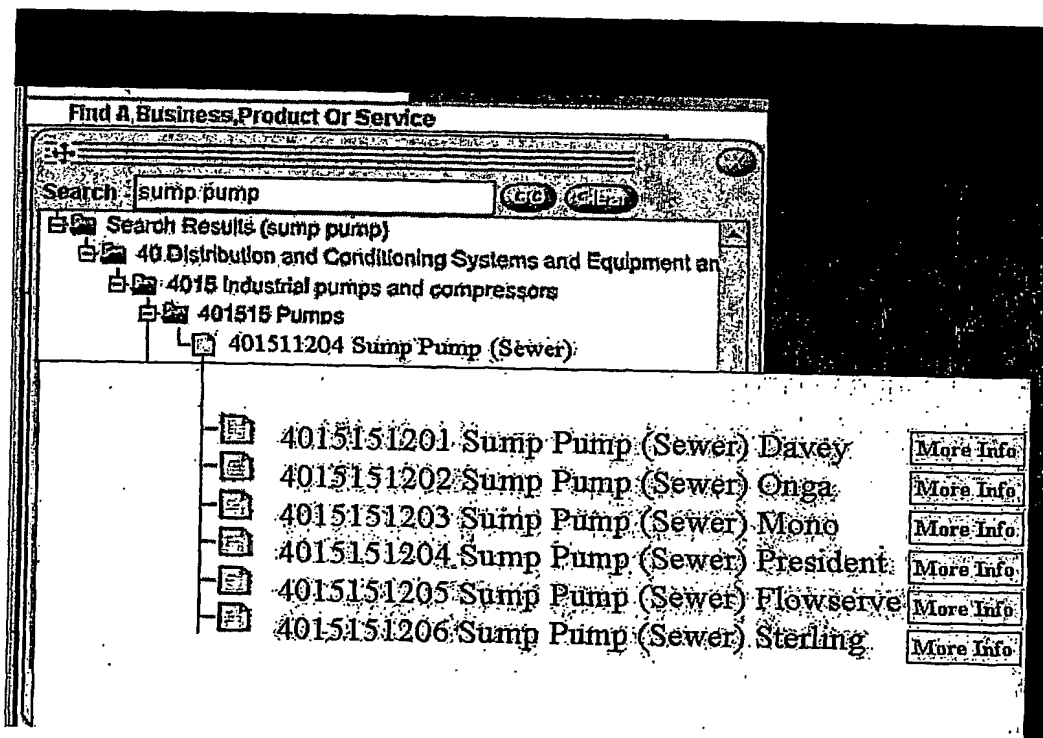 Find A Business,Product Or Service
Search sump pump GO Clear
Search Results (sump pump)
40 Distribution and Conditioning Systems and Equipment an
4015 Industrial pumps and compressors
401515 Pumps
401511204 Sump Pump (Sewer)
4015151201 Sump Pump (Sewer) Davey More Info
4015151202 Sump Pump (Sewer) Onga More Info
4015151203 Sump Pump (Sewer) Mono More Info
4015151204 Sump Pump (Sewer) President More Info
4015151205 Sump Pump (Sewer) Flowserve More Info
4015151206 Sump Pump (Sewer) Sterling More Info